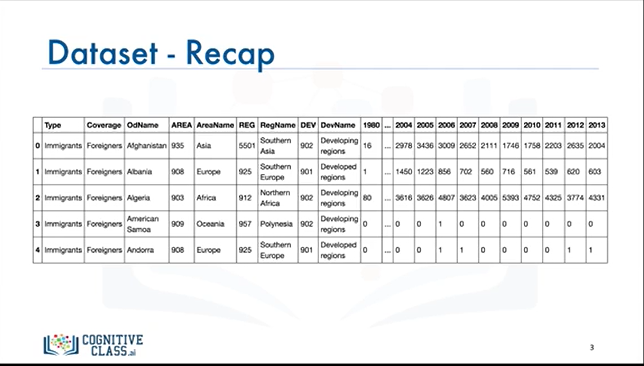 Dataset - Recap
Type Coverage OdName AREA AreaName REG RegName DEV DevName 1980 ... 2004 2005 2006 2007 2008 2009 2010 2011 2012 2013
0 Immigrants Foreigners Afghanistan 935 Asia 5501 Southern Asia 902 Developing regions 16 ... 2978 3436 3009 2652 2111 1746 1758 2203 2635 2004
1 Immigrants Foreigners Albania 908 Europe 925 Southern Europe 901 Developed regions 1 ... 1450 1223 856 702 560 716 561 539 620 603
2 Immigrants Foreigners Algeria 903 Africa 912 Northern Africa 902 Developing regions 80 ... 3616 3626 4807 3623 4005 5393 4752 4325 3774 4331
3 Immigrants Foreigners American Samoa 909 Oceania 957 Polynesia 902 Developing regions 0 ... 0 0 1 0 0 0 0 0 0 0
4 Immigrants Foreigners Andorra 908 Europe 925 Southern Europe 901 Developed regions 0 ... 0 0 1 1 0 0 0 0 1 1
COGNITIVE
CLASS.ai
3